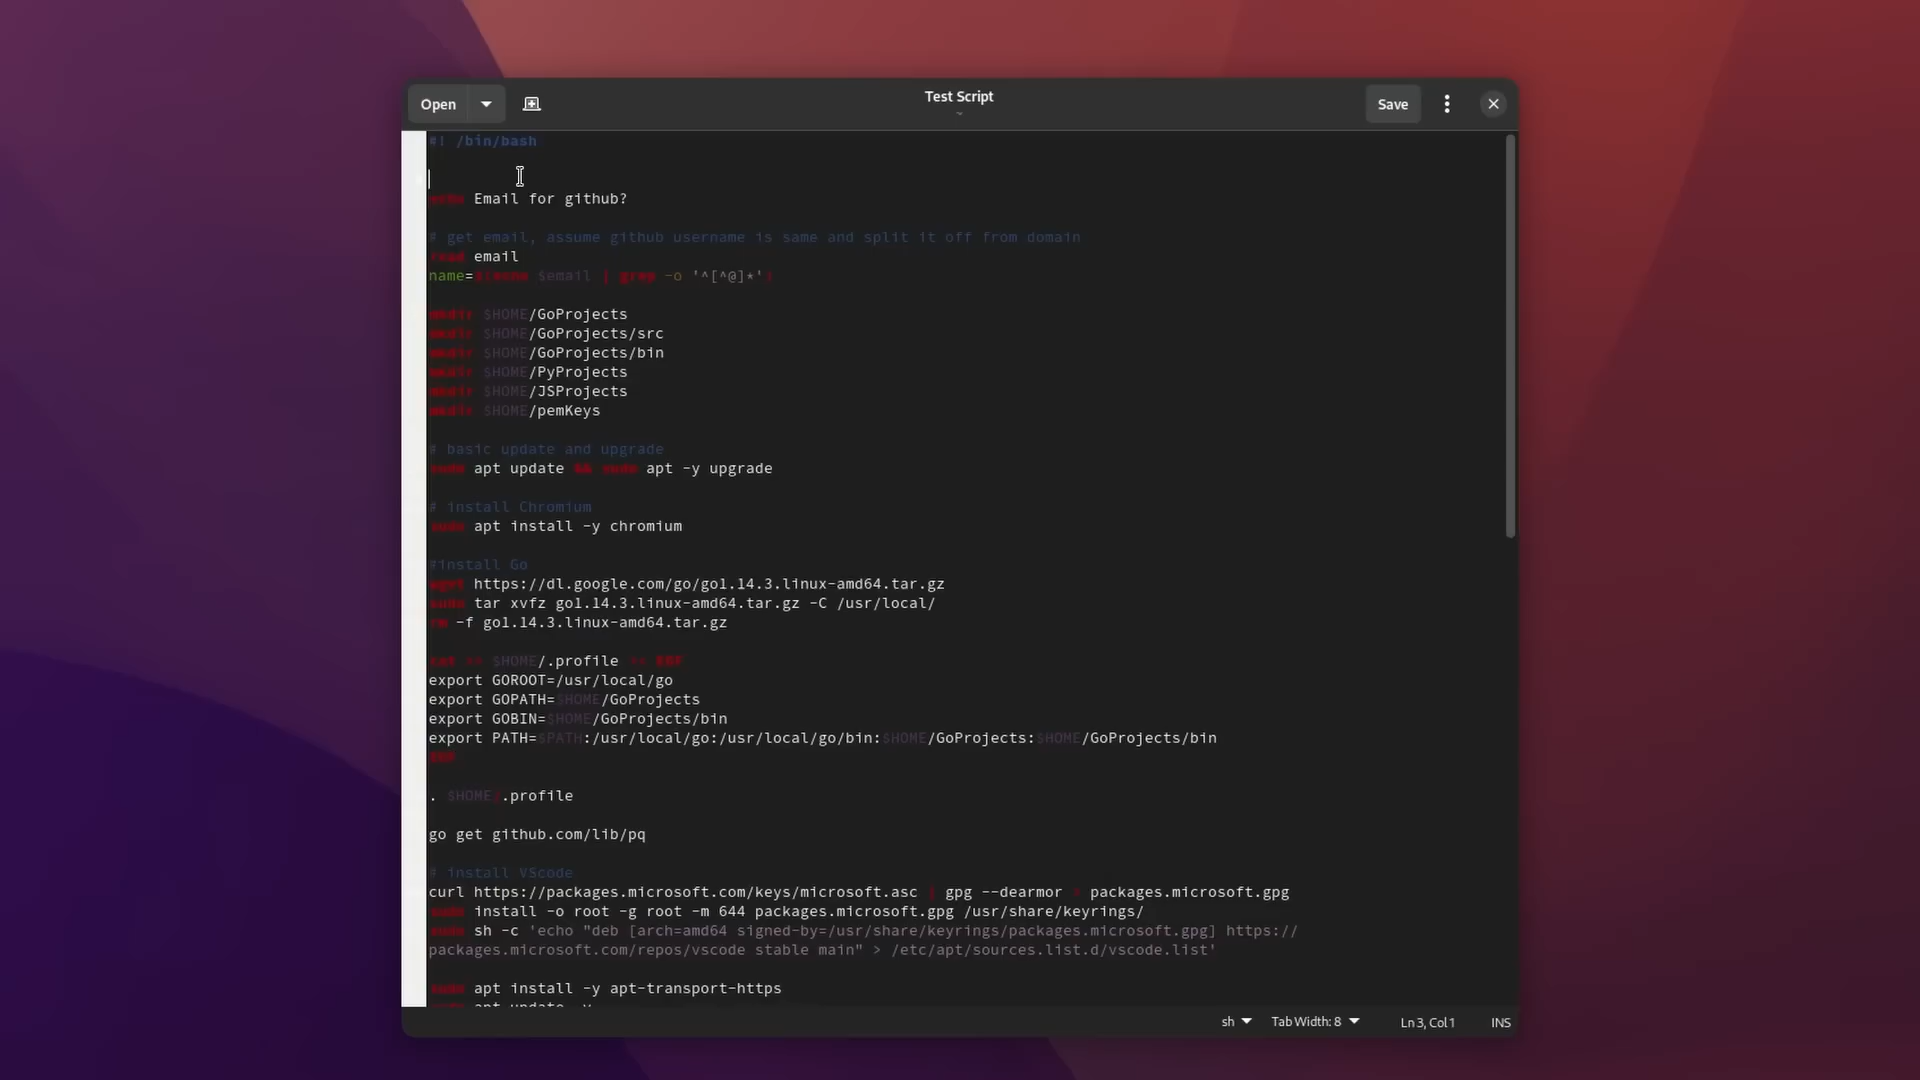 Open
Test Script
Save
#! /bin/bash
echo Email for github?
# get email, assume github username is same and split it off from domain
read email
name=$(echo $email | grep -o '^[^@]*')
mkdir $HOME/GoProjects
mkdir $HOME/GoProjects/src
mkdir $HOME/GoProjects/bin
mkdir $HOME/PyProjects
mkdir $HOME/JSProjects
mkdir $HOME/pemKeys
# basic update and upgrade
sudo apt update && sudo apt -y upgrade
# install Chromium
sudo apt install -y chromium
#install Go
wget https://dl.google.com/go/go1.14.3.linux-amd64.tar.gz
sudo tar xvfz go1.14.3.linux-amd64.tar.gz -C /usr/local/
rm -f go1.14.3.linux-amd64.tar.gz
cat >> $HOME/.profile << EOF
export GOROOT=/usr/local/go
export GOPATH=$HOME/GoProjects
export GOBIN=$HOME/GoProjects/bin
export PATH=$PATH:/usr/local/go:/usr/local/go/bin:$HOME/GoProjects:$HOME/GoProjects/bin
EOF
. $HOME/.profile
go get github.com/lib/pq
# install VScode
curl https://packages.microsoft.com/keys/microsoft.asc | gpg --dearmor > packages.microsoft.gpg
sudo install -o root -g root -m 644 packages.microsoft.gpg /usr/share/keyrings/
sudo sh -c 'echo "deb [arch=amd64 signed-by=/usr/share/keyrings/packages.microsoft.gpg] https://
packages.microsoft.com/repos/vscode stable main" > /etc/apt/sources.list.d/vscode.list'
sudo apt install -y apt-transport-https
sudo apt update -y
sh
Tab Width: 8
Ln 3, Col 1
INS